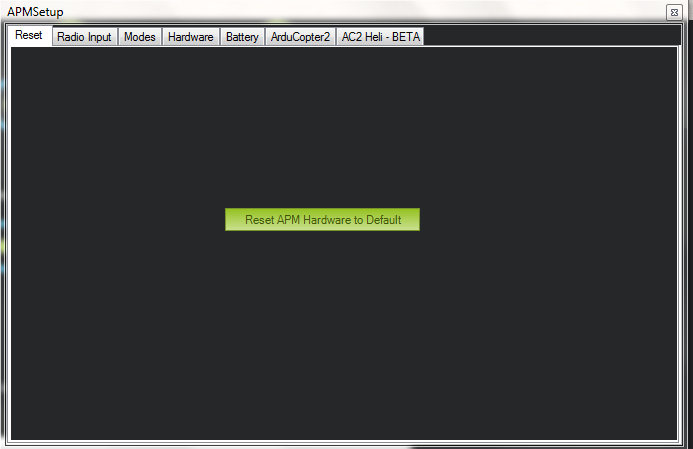 APMSetup
Reset Radio Input Modes Hardware Battery ArduCopter2 AC2 Heli - BETA
Reset APM Hardware to Default